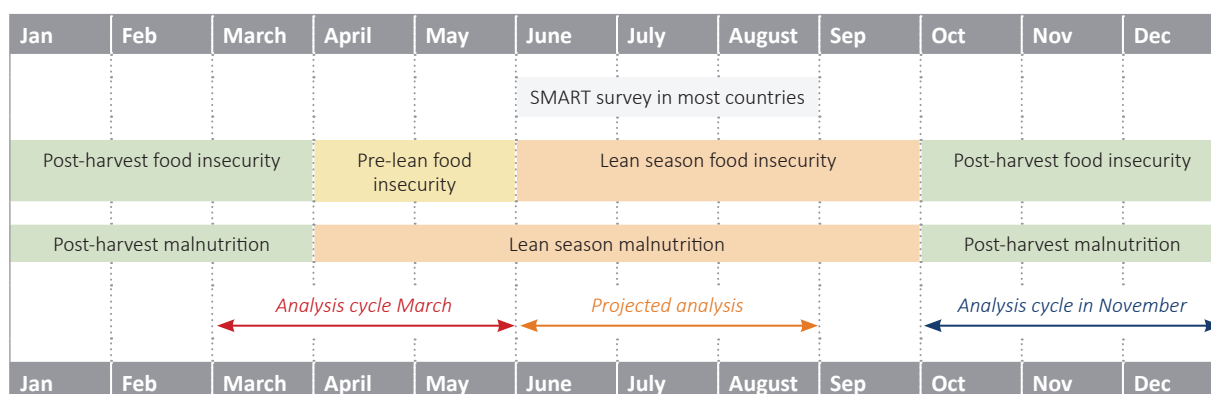 Jan Feb March April May June July August Sep Oct Nov Dec
SMART survey in most countries
Post-harvest food insecurity
Pre-lean food
insecurity
Lean season food insecurity
Post-harvest food insecurity
Post-harvest malnutrition
Lean season malnutrition
Post-harvest malnutrition
Analysis cycle March
Projected analysis
Analysis cycle in November
Jan Feb March April May June July August Sep Oct Nov Dec